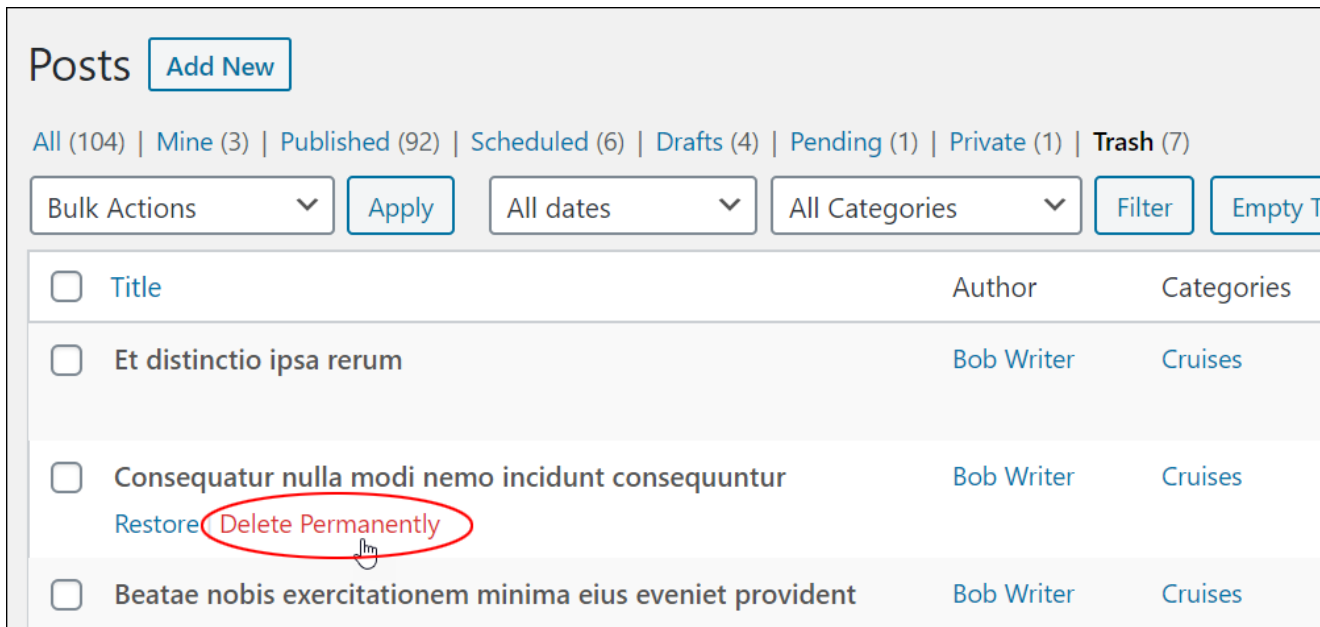 Posts Add New
All (104) | Mine (3) | Published (92) | Scheduled (6) | Drafts (4) | Pending (1) | Private (1) | Trash (7)
Bulk Actions Apply All dates All Categories Filter Empty T
Title Author Categories
Et distinctio ipsa rerum Bob Writer Cruises
Consequatur nulla modi nemo incidunt consequuntur Bob Writer Cruises
Restore Delete Permanently
Beatae nobis exercitationem minima eius eveniet provident Bob Writer Cruises